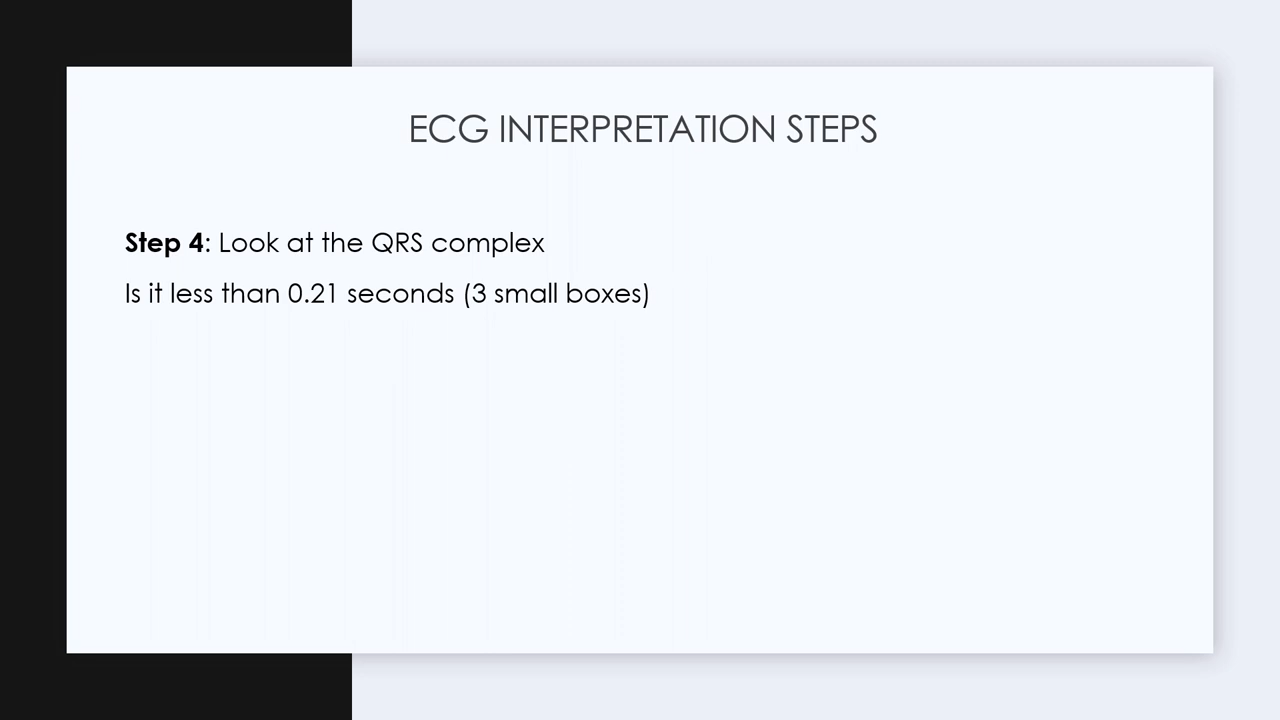 ECG INTERPRETATION STEPS
Step 4: Look at the QRS complex
Is it less than 0.21 seconds (3 small boxes)